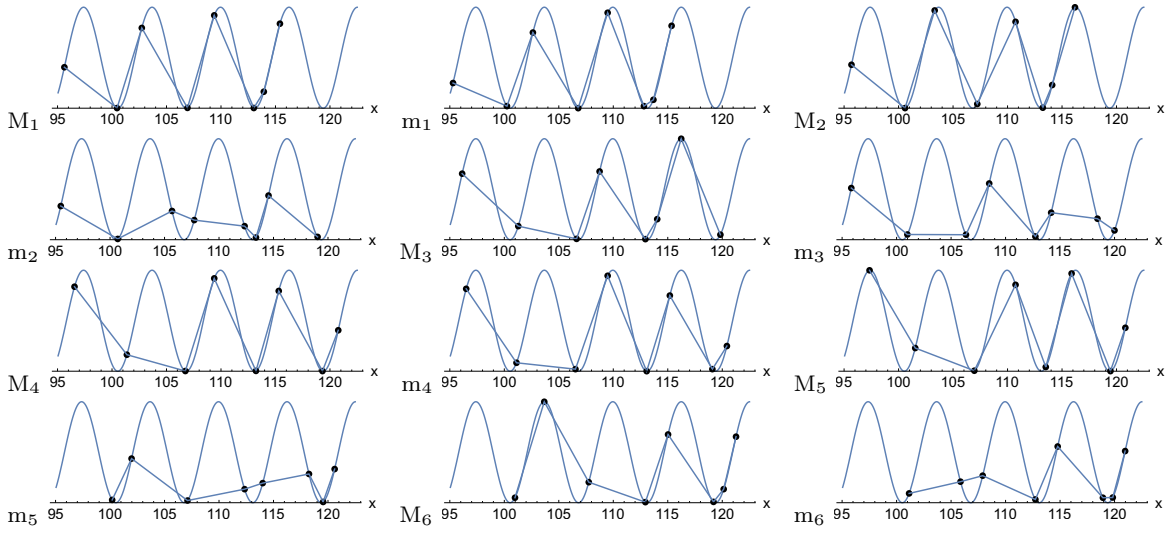 x x x
M1 95 100 105 110 115 120 m1 95 100 105 110 115 120 M2 95 100 105 110 115 120
x x x
m2 95 100 105 110 115 120 M3 95 100 105 110 115 120 m3 95 100 105 110 115 120
x x x
M4 95 100 105 110 115 120 m4 95 100 105 110 115 120 M5 95 100 105 110 115 120
x x x
m5 95 100 105 110 115 120 M6 95 100 105 110 115 120 m6 95 100 105 110 115 120